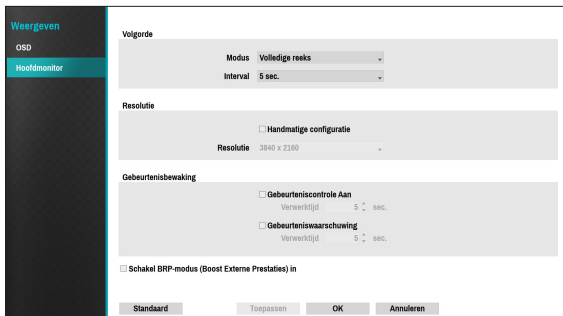 Weergeven
OSD
Hoofdmonitor
Volgorde
Modus Volledige reeks
Interval 5 sec.
Resolutie
Handmatige configuratie
Resolutie 3840 x 2160
Gebeurtenisbewaking
Gebeurteniscontrole Aan
Verwerktijd 5 sec.
Gebeurteniswaarschuwing
Verwerktijd 5 sec.
Schakel BRP-modus (Boost Externe Prestaties) in
Standaard Toepassen OK Annuleren